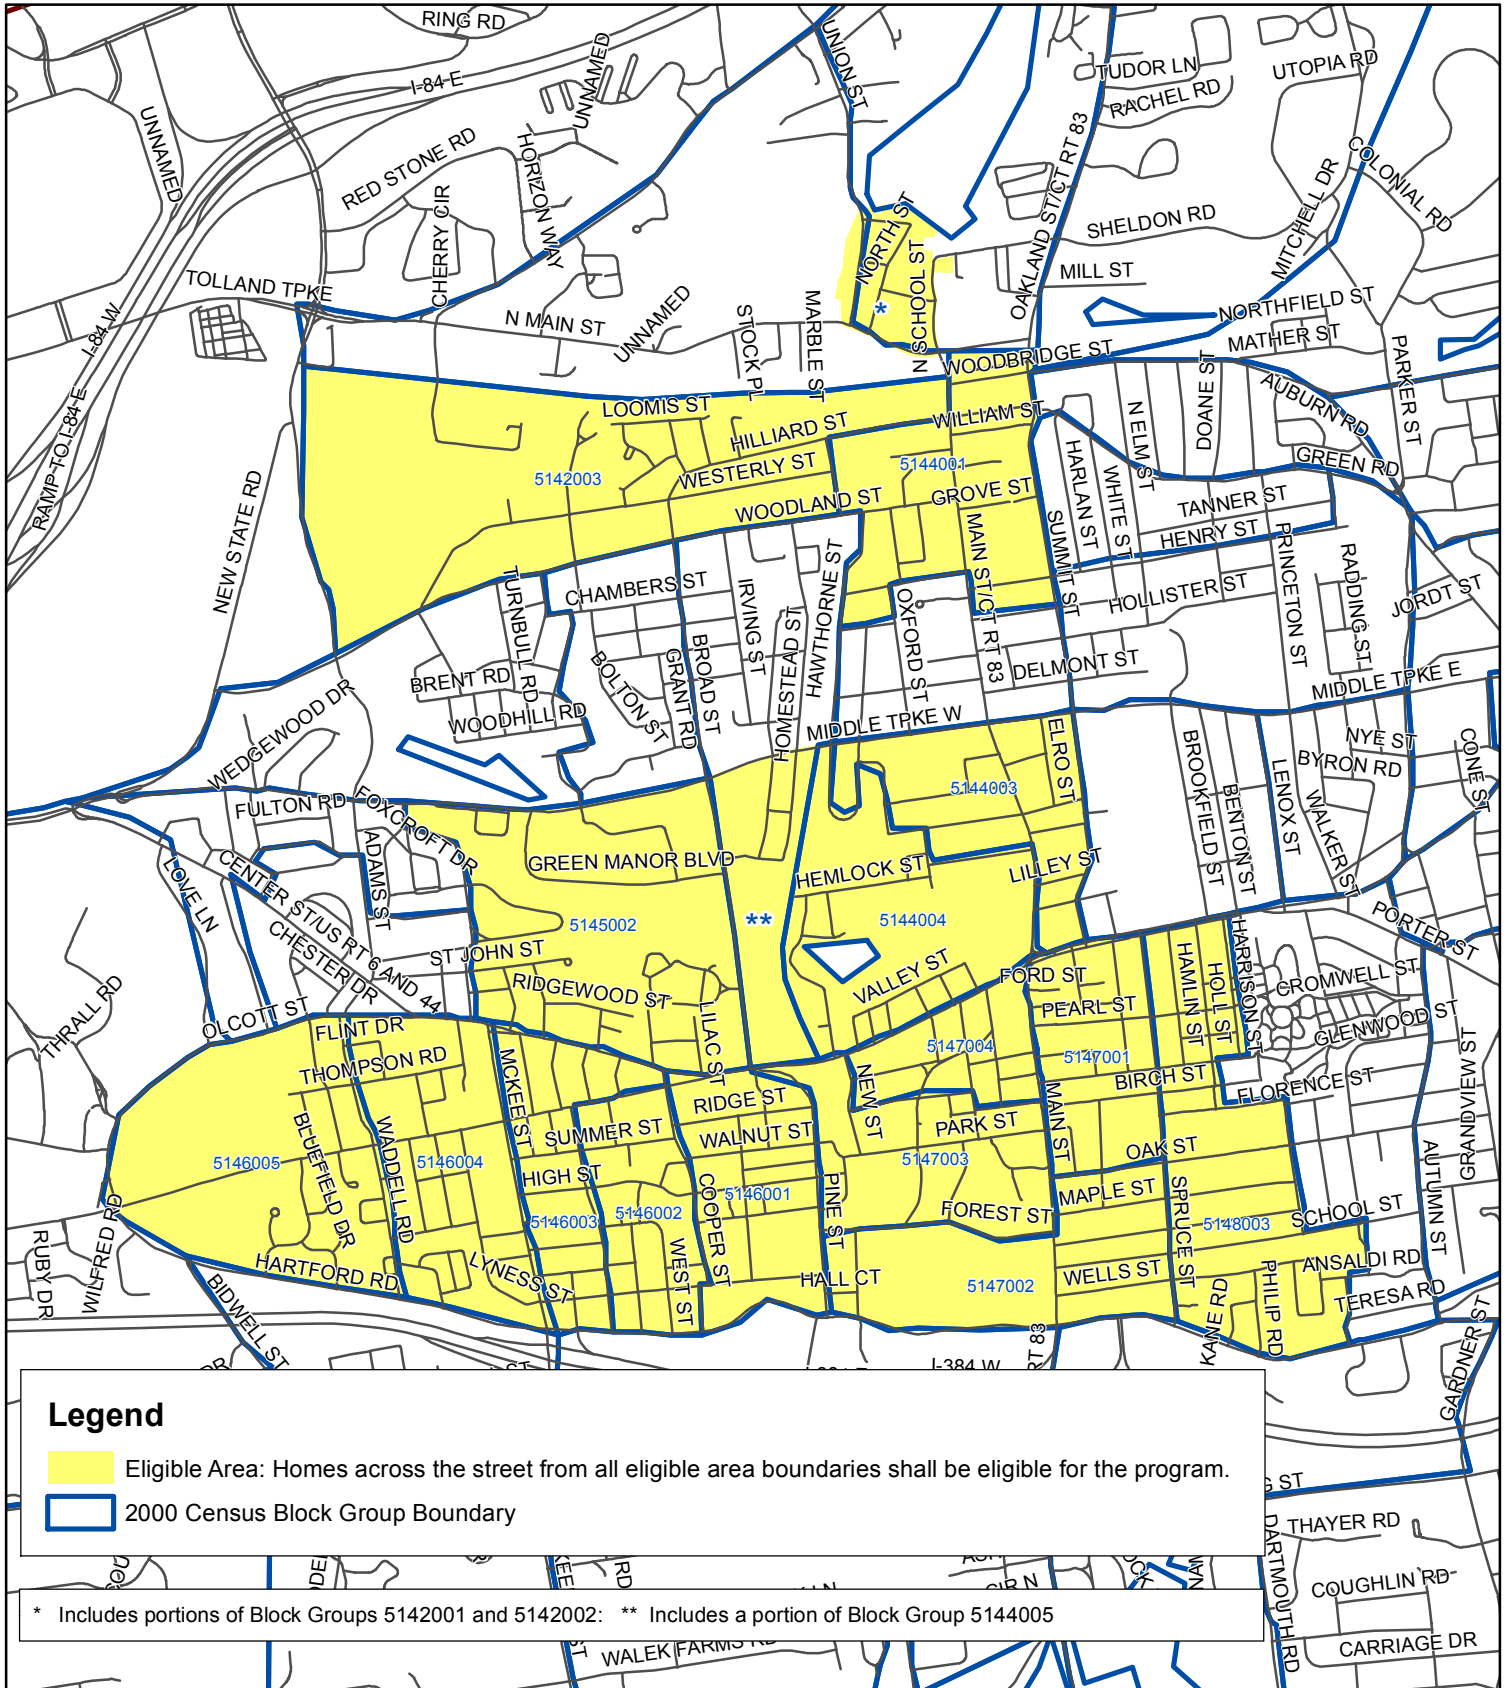 RING RD
I-84 E
UNNAMED
UNION ST
TUDOR LN
UTOPIA RD
RACHEL RD
UNNAMED
RED STONE RD
HORIZON WAY
CHERRY CIR
OAKLAND ST/CT RT 83
COLONIAL RD
MITCHELL DR
SHELDON RD
NORTH ST
N SCHOOL ST
MILL ST
TOLLAND TPKE
N MAIN ST
UNNAMED
STOCK PL
MARBLE ST
*
NORTHFIELD ST
MATHER ST
I-84 W
WOODBRIDGE ST
PARKER ST
DOANE ST
AUBURN RD
RAMP TO I-84 E
LOOMIS ST
HILLIARD ST
WILLIAM ST
N ELM ST
WESTERLY ST
5142003
5144001
HARLAN ST
WHITE ST
GREEN RD
NEW STATE RD
WOODLAND ST
GROVE ST
TANNER ST
HENRY ST
MAIN ST/CT RT 83
SUMMIT ST
PRINCETON ST
RADDING ST
JORDT ST
TURNBULL RD
CHAMBERS ST
IRVING ST
HOMESTEAD ST
HAWTHORNE ST
OXFORD ST
HOLLISTER ST
BRENT RD
BOLTON ST
GRANT RD
BROAD ST
DELMONT ST
MIDDLE TPKE E
WOODHILL RD
WEDGEWOOD DR
MIDDLE TPKE W
ELRO ST
BROOKFIELD ST
BENTON ST
LENOX ST
WALKER ST
NYE ST
BYRON RD
CONE ST
FULTON RD
FOXCROFT DR
5144003
ADAMS ST
GREEN MANOR BLVD
HEMLOCK ST
LILLEY ST
LOVE LN
CENTER ST/US RT 6 AND 44
CHESTER DR
5145002
**
5144004
PORTER ST
ST JOHN ST
RIDGEWOOD ST
LILAC ST
VALLEY ST
FORD ST
PEARL ST
HAMLIN ST
HOLL ST
HARRISON ST
CROMWELL ST
GLENWOOD ST
THRALL RD
OLCOTT ST
FLINT DR
THOMPSON RD
MCKEE ST
5147004
5147001
BIRCH ST
FLORENCE ST
GRANDVIEW ST
NEW ST
RIDGE ST
SUMMER ST
WALNUT ST
PARK ST
MAIN ST
OAK ST
AUTUMN ST
BLUEFIELD DR
WADDELL RD
5146005
5146004
HIGH ST
5147003
5146001
5146003
5146002
COOPER ST
PINE ST
MAPLE ST
SPRUCE ST
5148003
SCHOOL ST
FOREST ST
RUBY DR
WILFRED RD
HARTFORD RD
LYNESS ST
WEST ST
HALL CT
5147002
WELLS ST
KANE RD
PHILIP RD
ANSALDI RD
TERESA RD
BIDWELL ST
I-384 W
RT 83
GARDNER ST
Legend
Eligible Area: Homes across the street from all eligible area boundaries shall be eligible for the program.
2000 Census Block Group Boundary
G ST
THAYER RD
DARTMOUTH RD
COUGHLIN RD
CIR N
RD
* Includes portions of Block Groups 5142001 and 5142002: ** Includes a portion of Block Group 5144005
WALEK FARMS RD
CARRIAGE DR